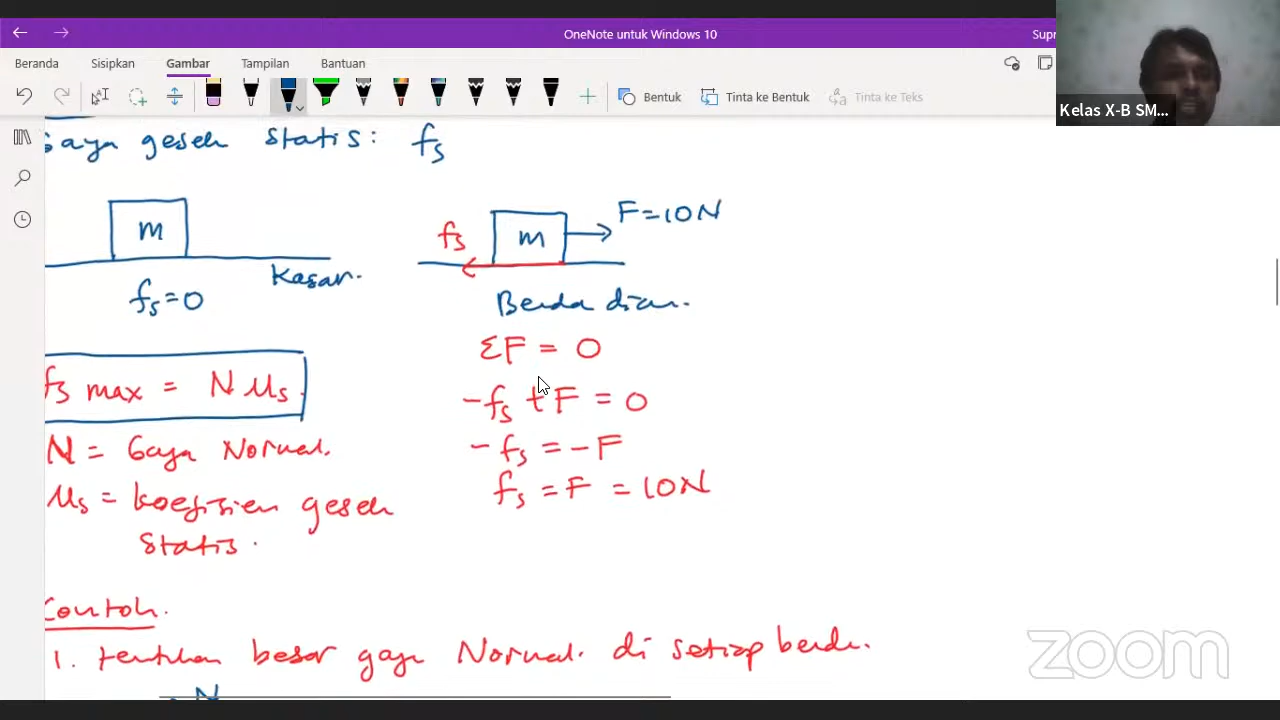 OneNote untuk Windows 10
Supr
Beranda Sisipkan Gambar Tampilan Bantuan
Bentuk Tinta ke Bentuk Tinta ke Teks
Kelas X-B SM...
Gaya gesek statis: fs
m
fs=0
Kasar.
fs
m
F=10N
Benda diam.
ΣF = 0
-fs + F = 0
-fs = -F
fs = F = 10N
fs max = N μs.
N = Gaya Normal.
μs = koefisien gesek
statis.
Contoh.
1. tentukan besar gaya Normal. di setiap benda.
N
zoom